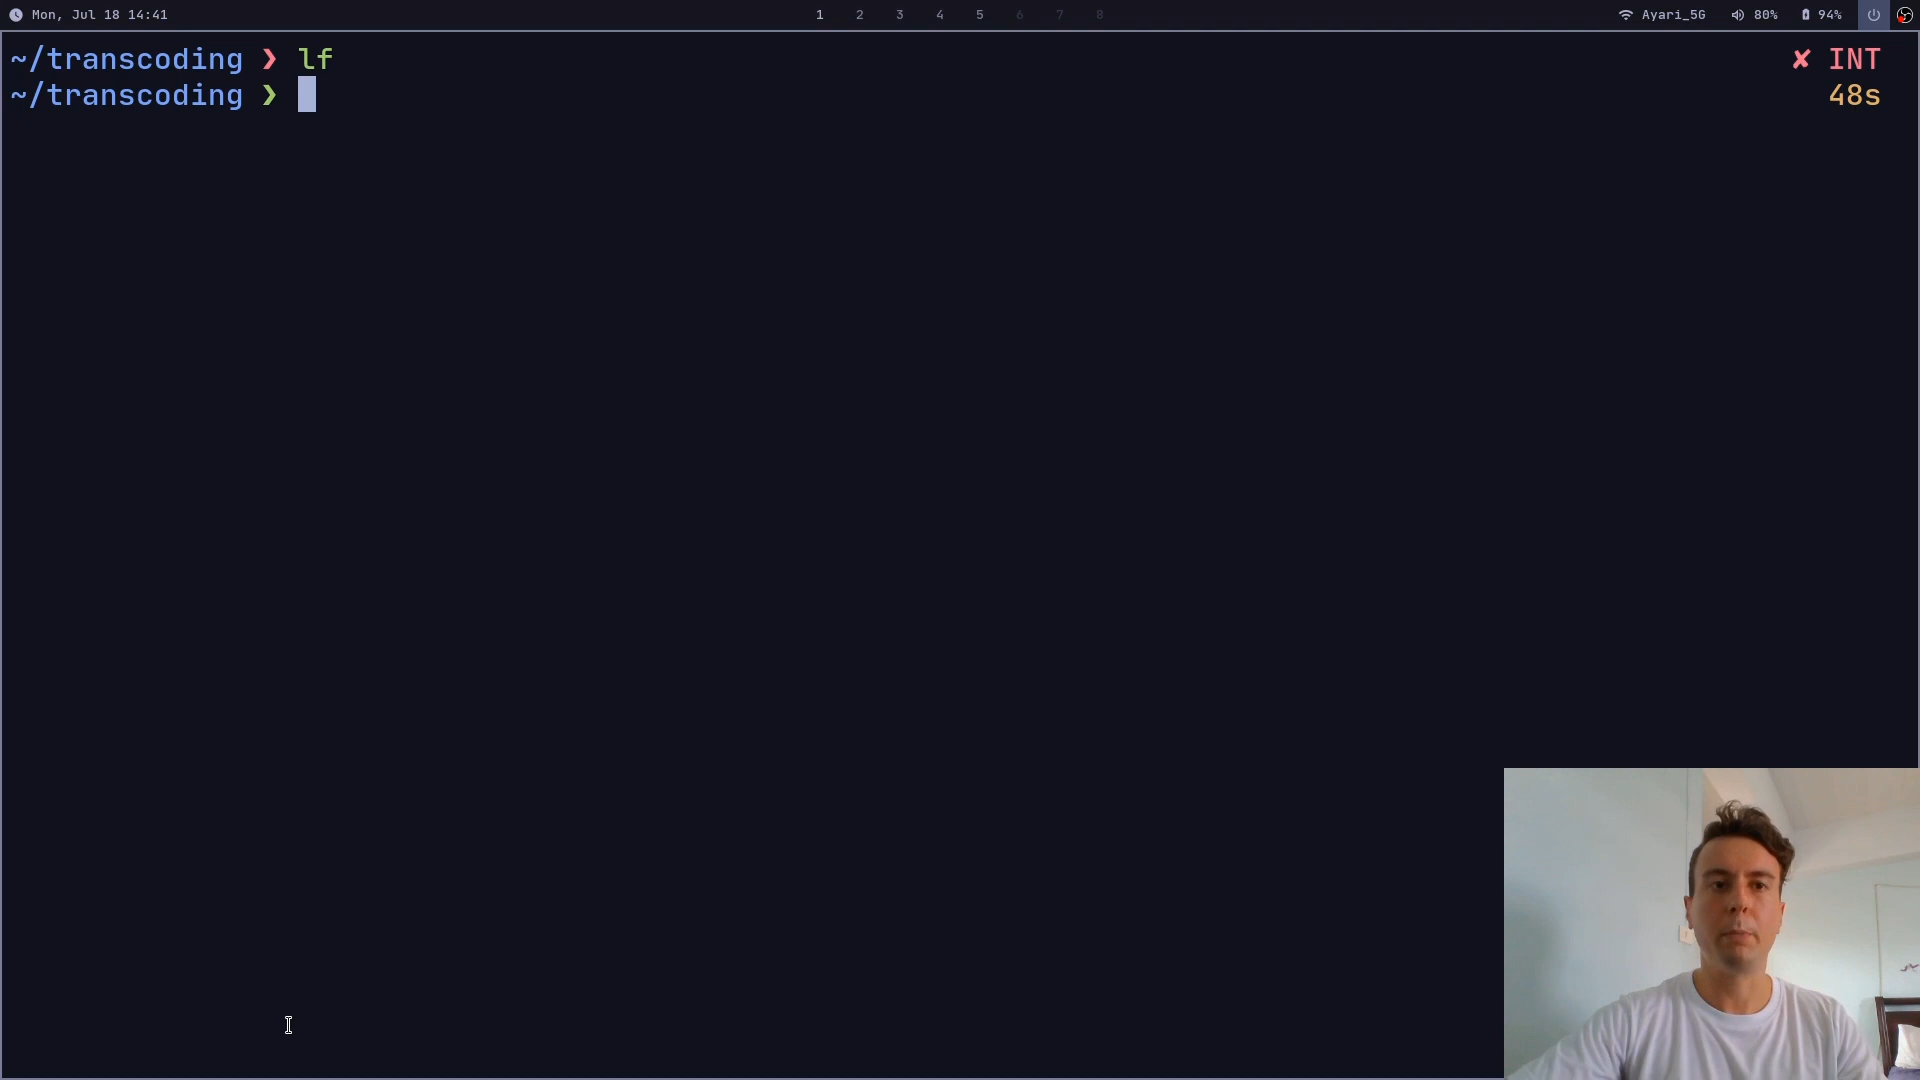 Mon, Jul 18 14:41
1 2 3 4 5 6 7 8
Ayari_5G 80% 94%
~/transcoding ❯ lf ✘ INT
~/transcoding ❯ 48s